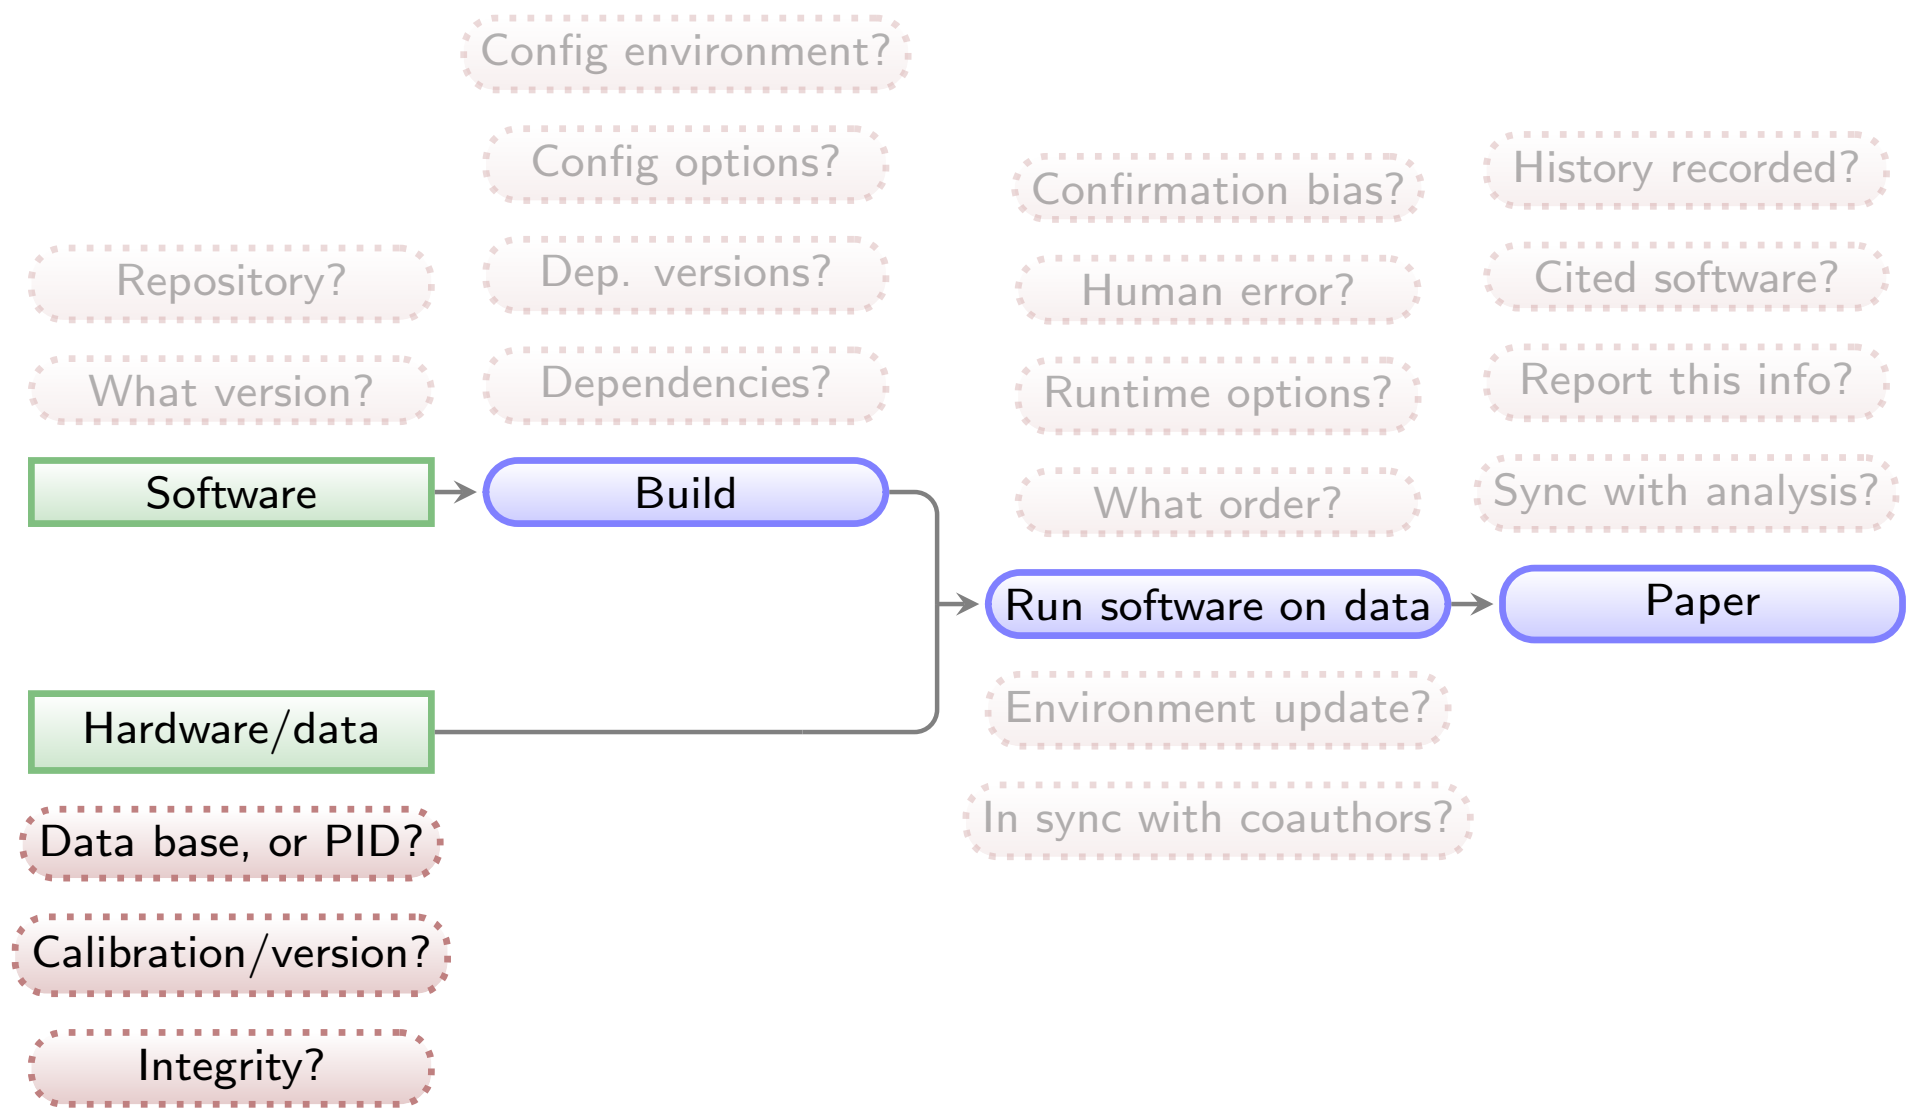 Config environment?
Config options?
Dep. versions?
Dependencies?
Repository?
What version?
Software
Build
Confirmation bias?
Human error?
Runtime options?
What order?
Run software on data
Environment update?
In sync with coauthors?
History recorded?
Cited software?
Report this info?
Sync with analysis?
Paper
Hardware/data
Data base, or PID?
Calibration/version?
Integrity?